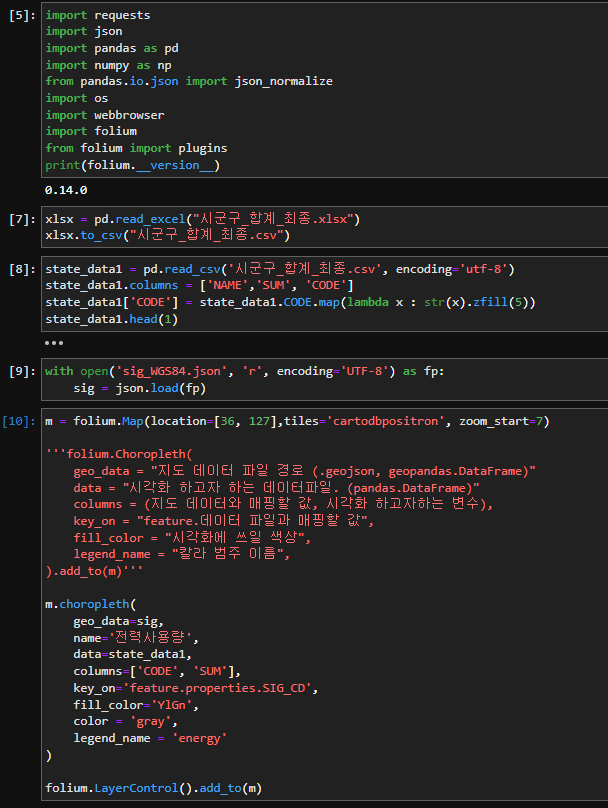 [5]:
import requests
import json
import pandas as pd
import numpy as np
from pandas.io.json import json_normalize
import os
import webbrowser
import folium
from folium import plugins
print(folium.__version__)
0.14.0
[7]:
xlsx = pd.read_excel("시군구_합계_최종.xlsx")
xlsx.to_csv("시군구_합계_최종.csv")
[8]:
state_data1 = pd.read_csv('시군구_합계_최종.csv', encoding='utf-8')
state_data1.columns = ['NAME','SUM', 'CODE']
state_data1['CODE'] = state_data1.CODE.map(lambda x : str(x).zfill(5))
state_data1.head(1)
•••
[9]:
with open('sig_WGS84.json', 'r', encoding='UTF-8') as fp:
    sig = json.load(fp)
[10]:
m = folium.Map(location=[36, 127],tiles='cartodbpositron', zoom_start=7)
'''folium.Choropleth(
    geo_data = "지도 데이터 파일 경로 (.geojson, geopandas.DataFrame)"
    data = "시각화 하고자 하는 데이터파일. (pandas.DataFrame)"
    columns = (지도 데이터와 매핑할 값, 시각화 하고자하는 변수),
    key_on = "feature.데이터 파일과 매핑할 값",
    fill_color = "시각화에 쓰일 색상",
    legend_name = "칼라 범주 이름",
).add_to(m)'''
m.choropleth(
    geo_data=sig,
    name='전력사용량',
    data=state_data1,
    columns=['CODE', 'SUM'],
    key_on='feature.properties.SIG_CD',
    fill_color='YlGn',
    color = 'gray',
    legend_name = 'energy'
)
folium.LayerControl().add_to(m)